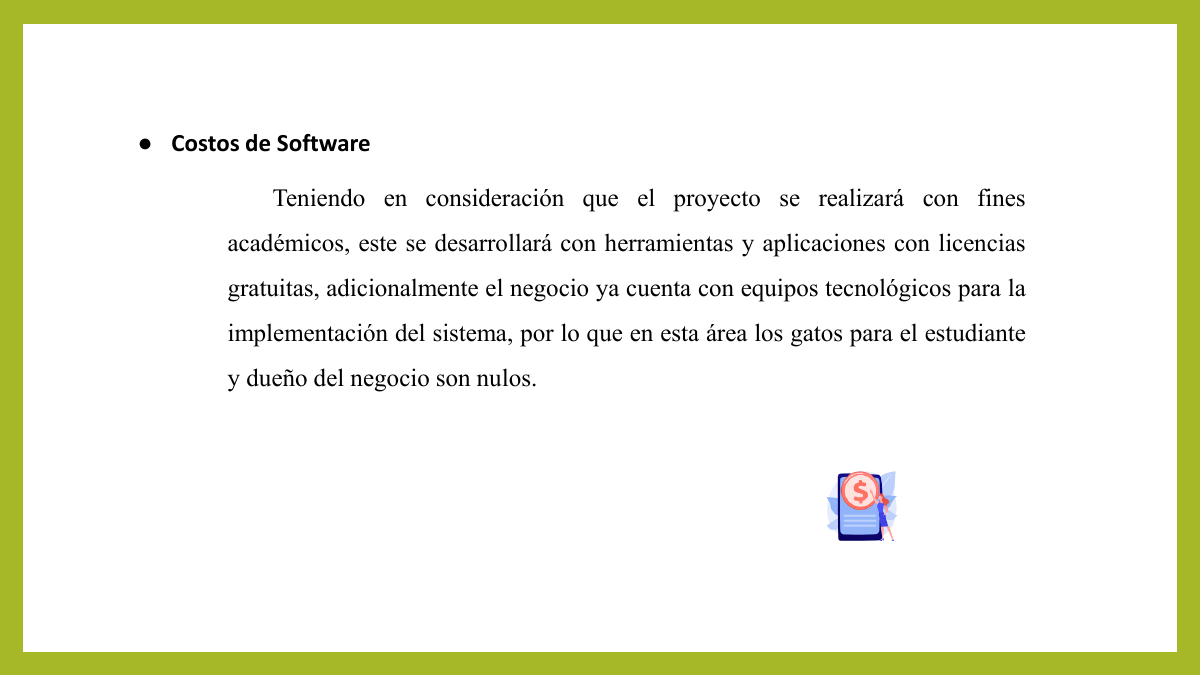 ● Costos de Software
Teniendo en consideración que el proyecto se realizará con fines
académicos, este se desarrollará con herramientas y aplicaciones con licencias
gratuitas, adicionalmente el negocio ya cuenta con equipos tecnológicos para la
implementación del sistema, por lo que en esta área los gatos para el estudiante
y dueño del negocio son nulos.
$